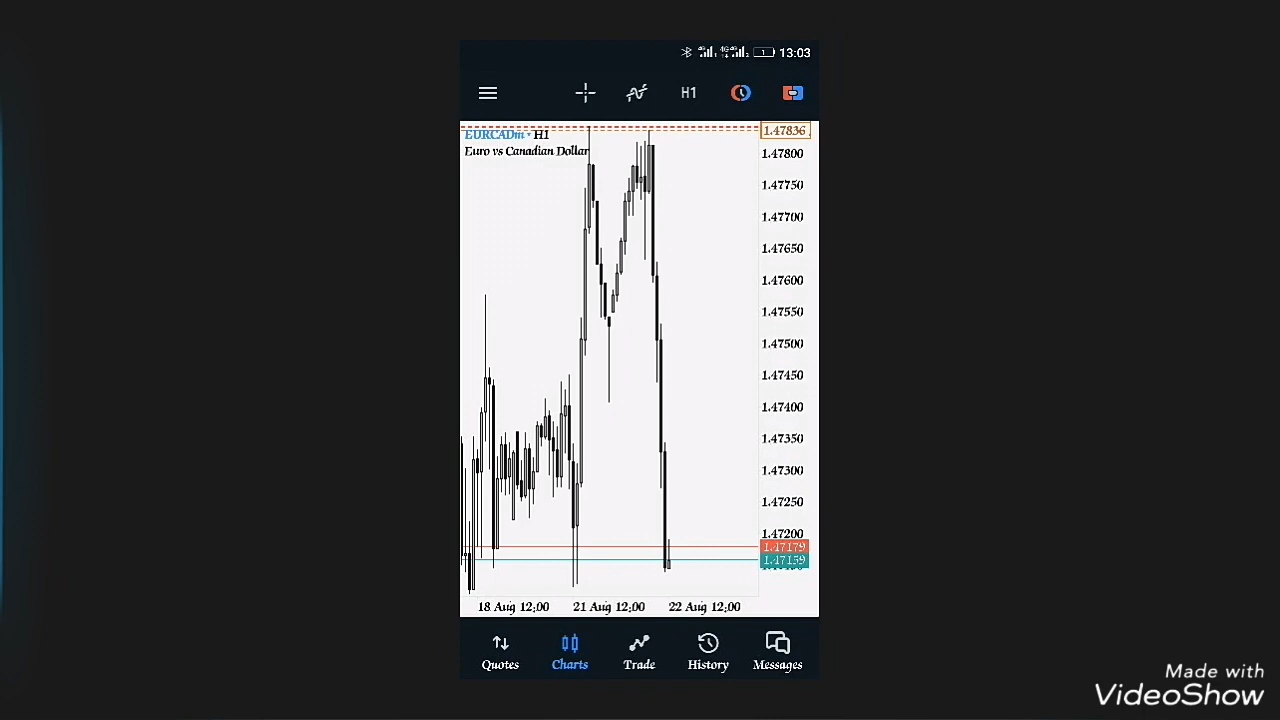 13:03
H1
EURCADm · H1
Euro vs Canadian Dollar
1.47836
1.47800
1.47750
1.47700
1.47650
1.47600
1.47550
1.47500
1.47450
1.47400
1.47350
1.47300
1.47250
1.47200
1.47179
1.47159
18 Aug 12:00 21 Aug 12:00 22 Aug 12:00
Quotes Charts Trade History Messages
Made with
VideoShow